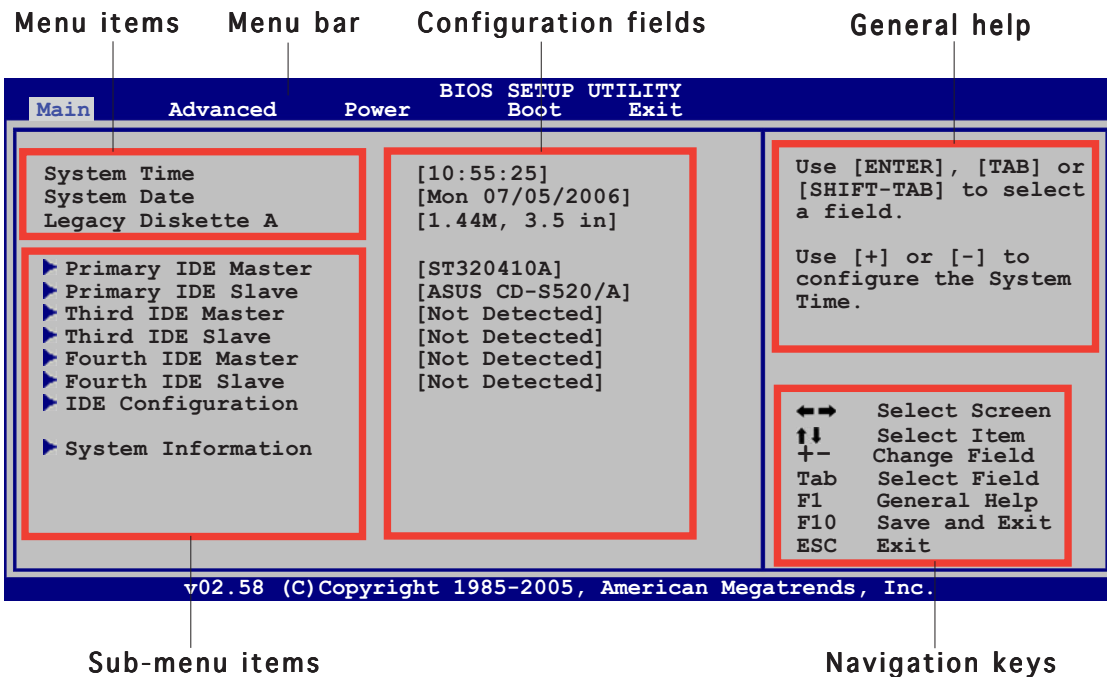 Menu items Menu bar Configuration fields General help
BIOS SETUP UTILITY
Main Advanced Power Boot Exit
System Time [10:55:25]
System Date [Mon 07/05/2006]
Legacy Diskette A [1.44M, 3.5 in]
Primary IDE Master [ST320410A]
Primary IDE Slave [ASUS CD-S520/A]
Third IDE Master [Not Detected]
Third IDE Slave [Not Detected]
Fourth IDE Master [Not Detected]
Fourth IDE Slave [Not Detected]
IDE Configuration
System Information
Use [ENTER], [TAB] or
[SHIFT-TAB] to select
a field.
Use [+] or [-] to
configure the System
Time.
←→ Select Screen
↑↓ Select Item
+- Change Field
Tab Select Field
F1 General Help
F10 Save and Exit
ESC Exit
v02.58 (C)Copyright 1985-2005, American Megatrends, Inc.
Sub-menu items Navigation keys